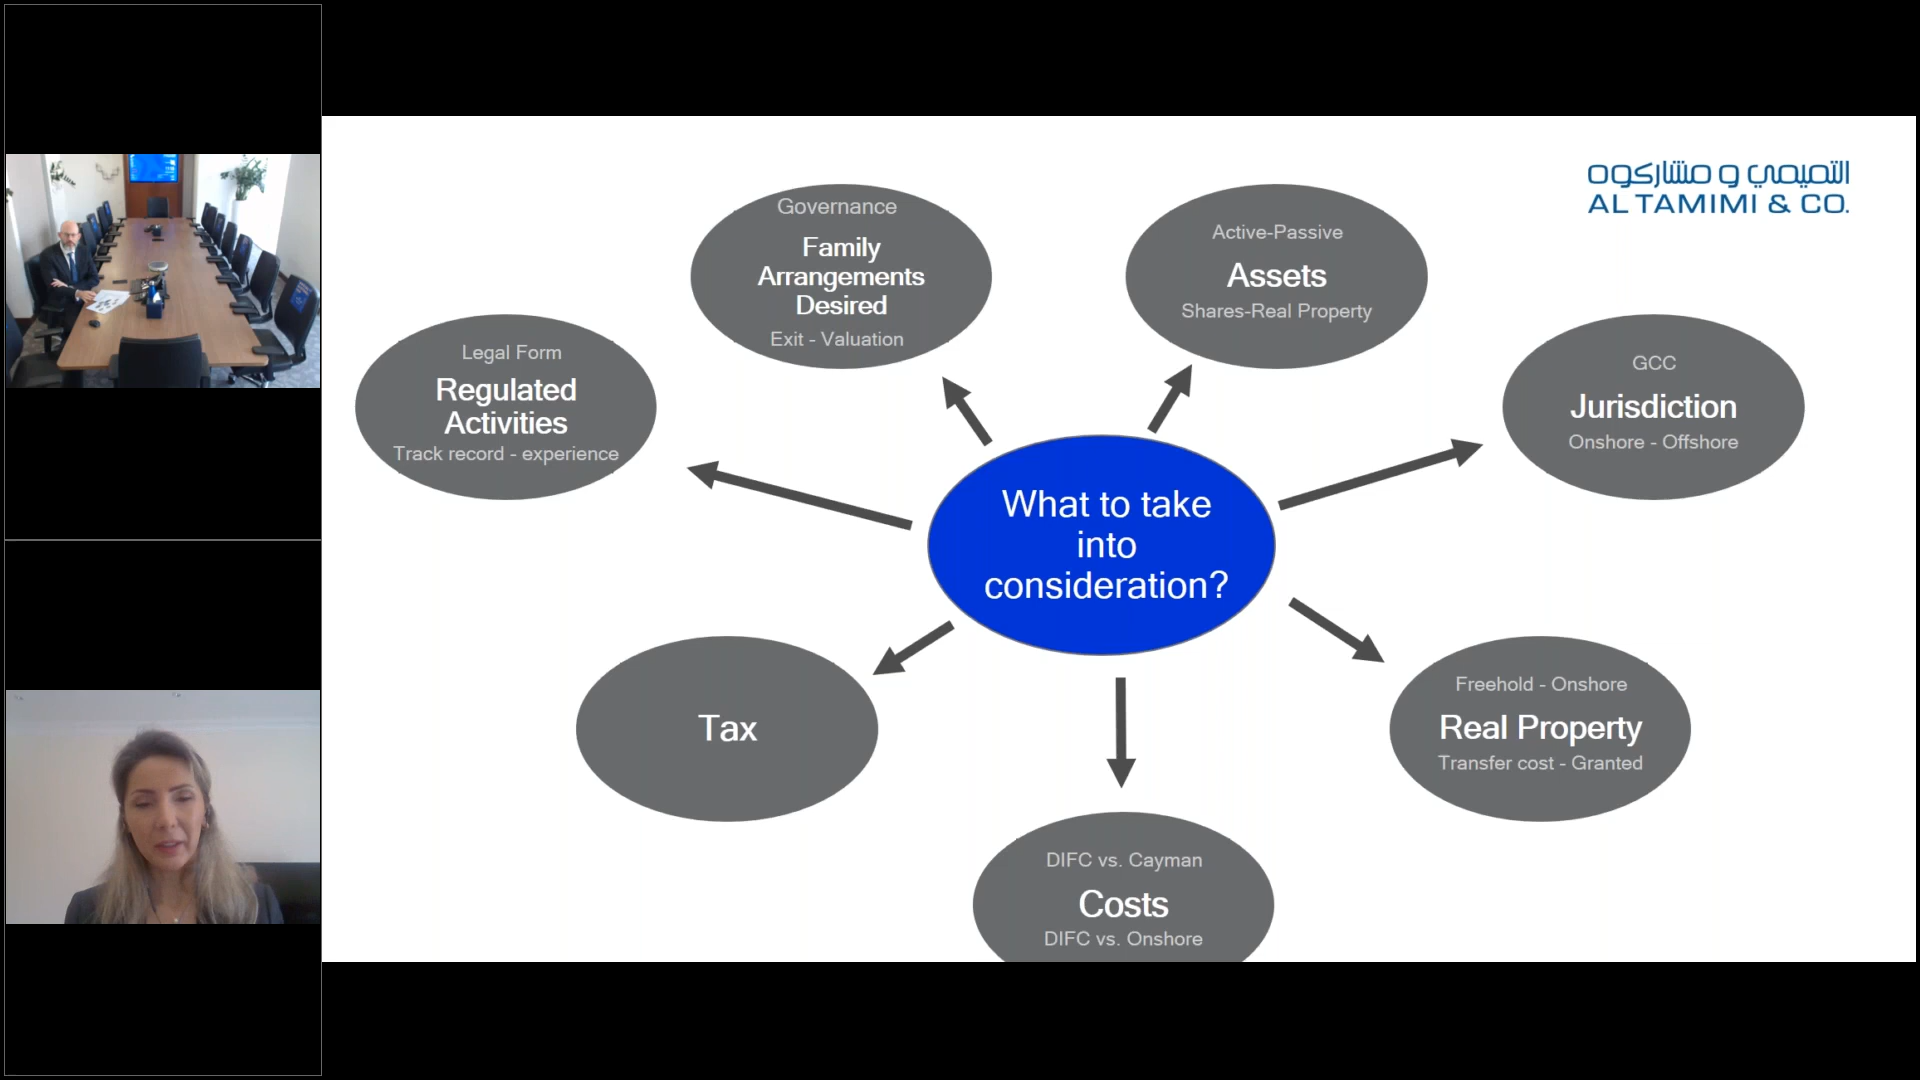 التميمي و مشاركوه
AL TAMIMI & CO.
Governance
Family
Arrangements
Desired
Exit - Valuation
Active-Passive
Assets
Shares-Real Property
Legal Form
Regulated
Activities
Track record - experience
GCC
Jurisdiction
Onshore - Offshore
What to take
into
consideration?
Tax
Freehold - Onshore
Real Property
Transfer cost - Granted
DIFC vs. Cayman
Costs
DIFC vs. Onshore